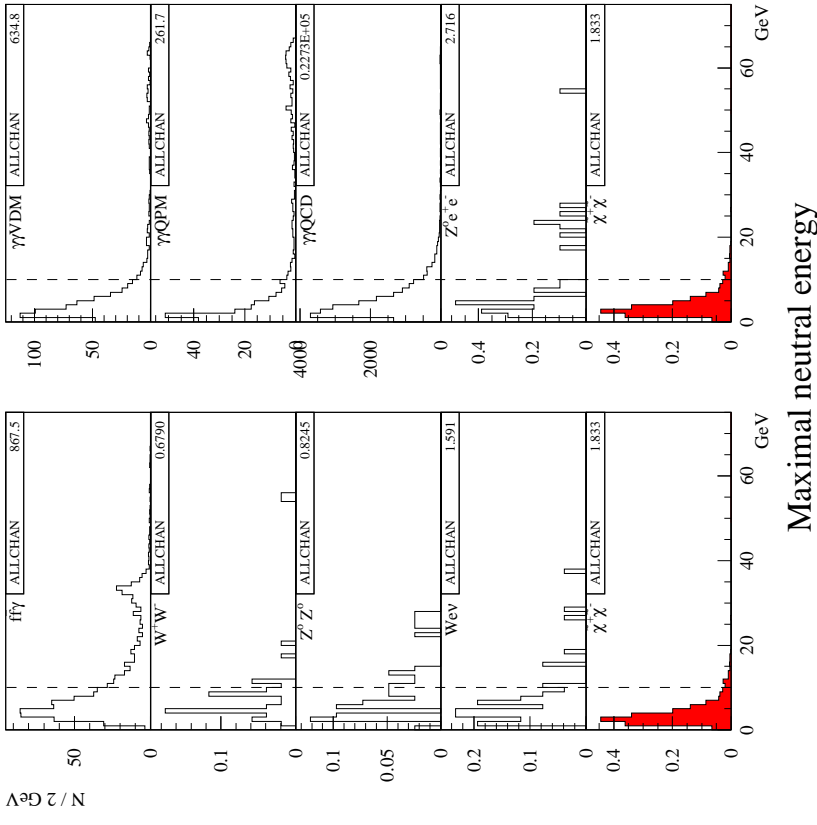 N / 2 GeV
ffγ
ALLCHAN 867.5
50
0
W⁺W⁻
ALLCHAN 0.6790
0.1
0
Z⁰ Z⁰
ALLCHAN 0.8245
0.1
0.05
0
Weν
ALLCHAN 1.591
0.2
0.1
0
χ⁺χ⁻
ALLCHAN 1.833
0.4
0.2
0
0 20 40 60
GeV
γγVDM
ALLCHAN 634.8
100
50
0
γγQPM
ALLCHAN 261.7
40
20
0
γγQCD
ALLCHAN 0.2273E+05
4000
2000
0
Z⁰e⁺e⁻
ALLCHAN 2.716
0.4
0.2
0
χ⁺χ⁻
ALLCHAN 1.833
0.4
0.2
0
0 20 40 60
GeV
Maximal neutral energy